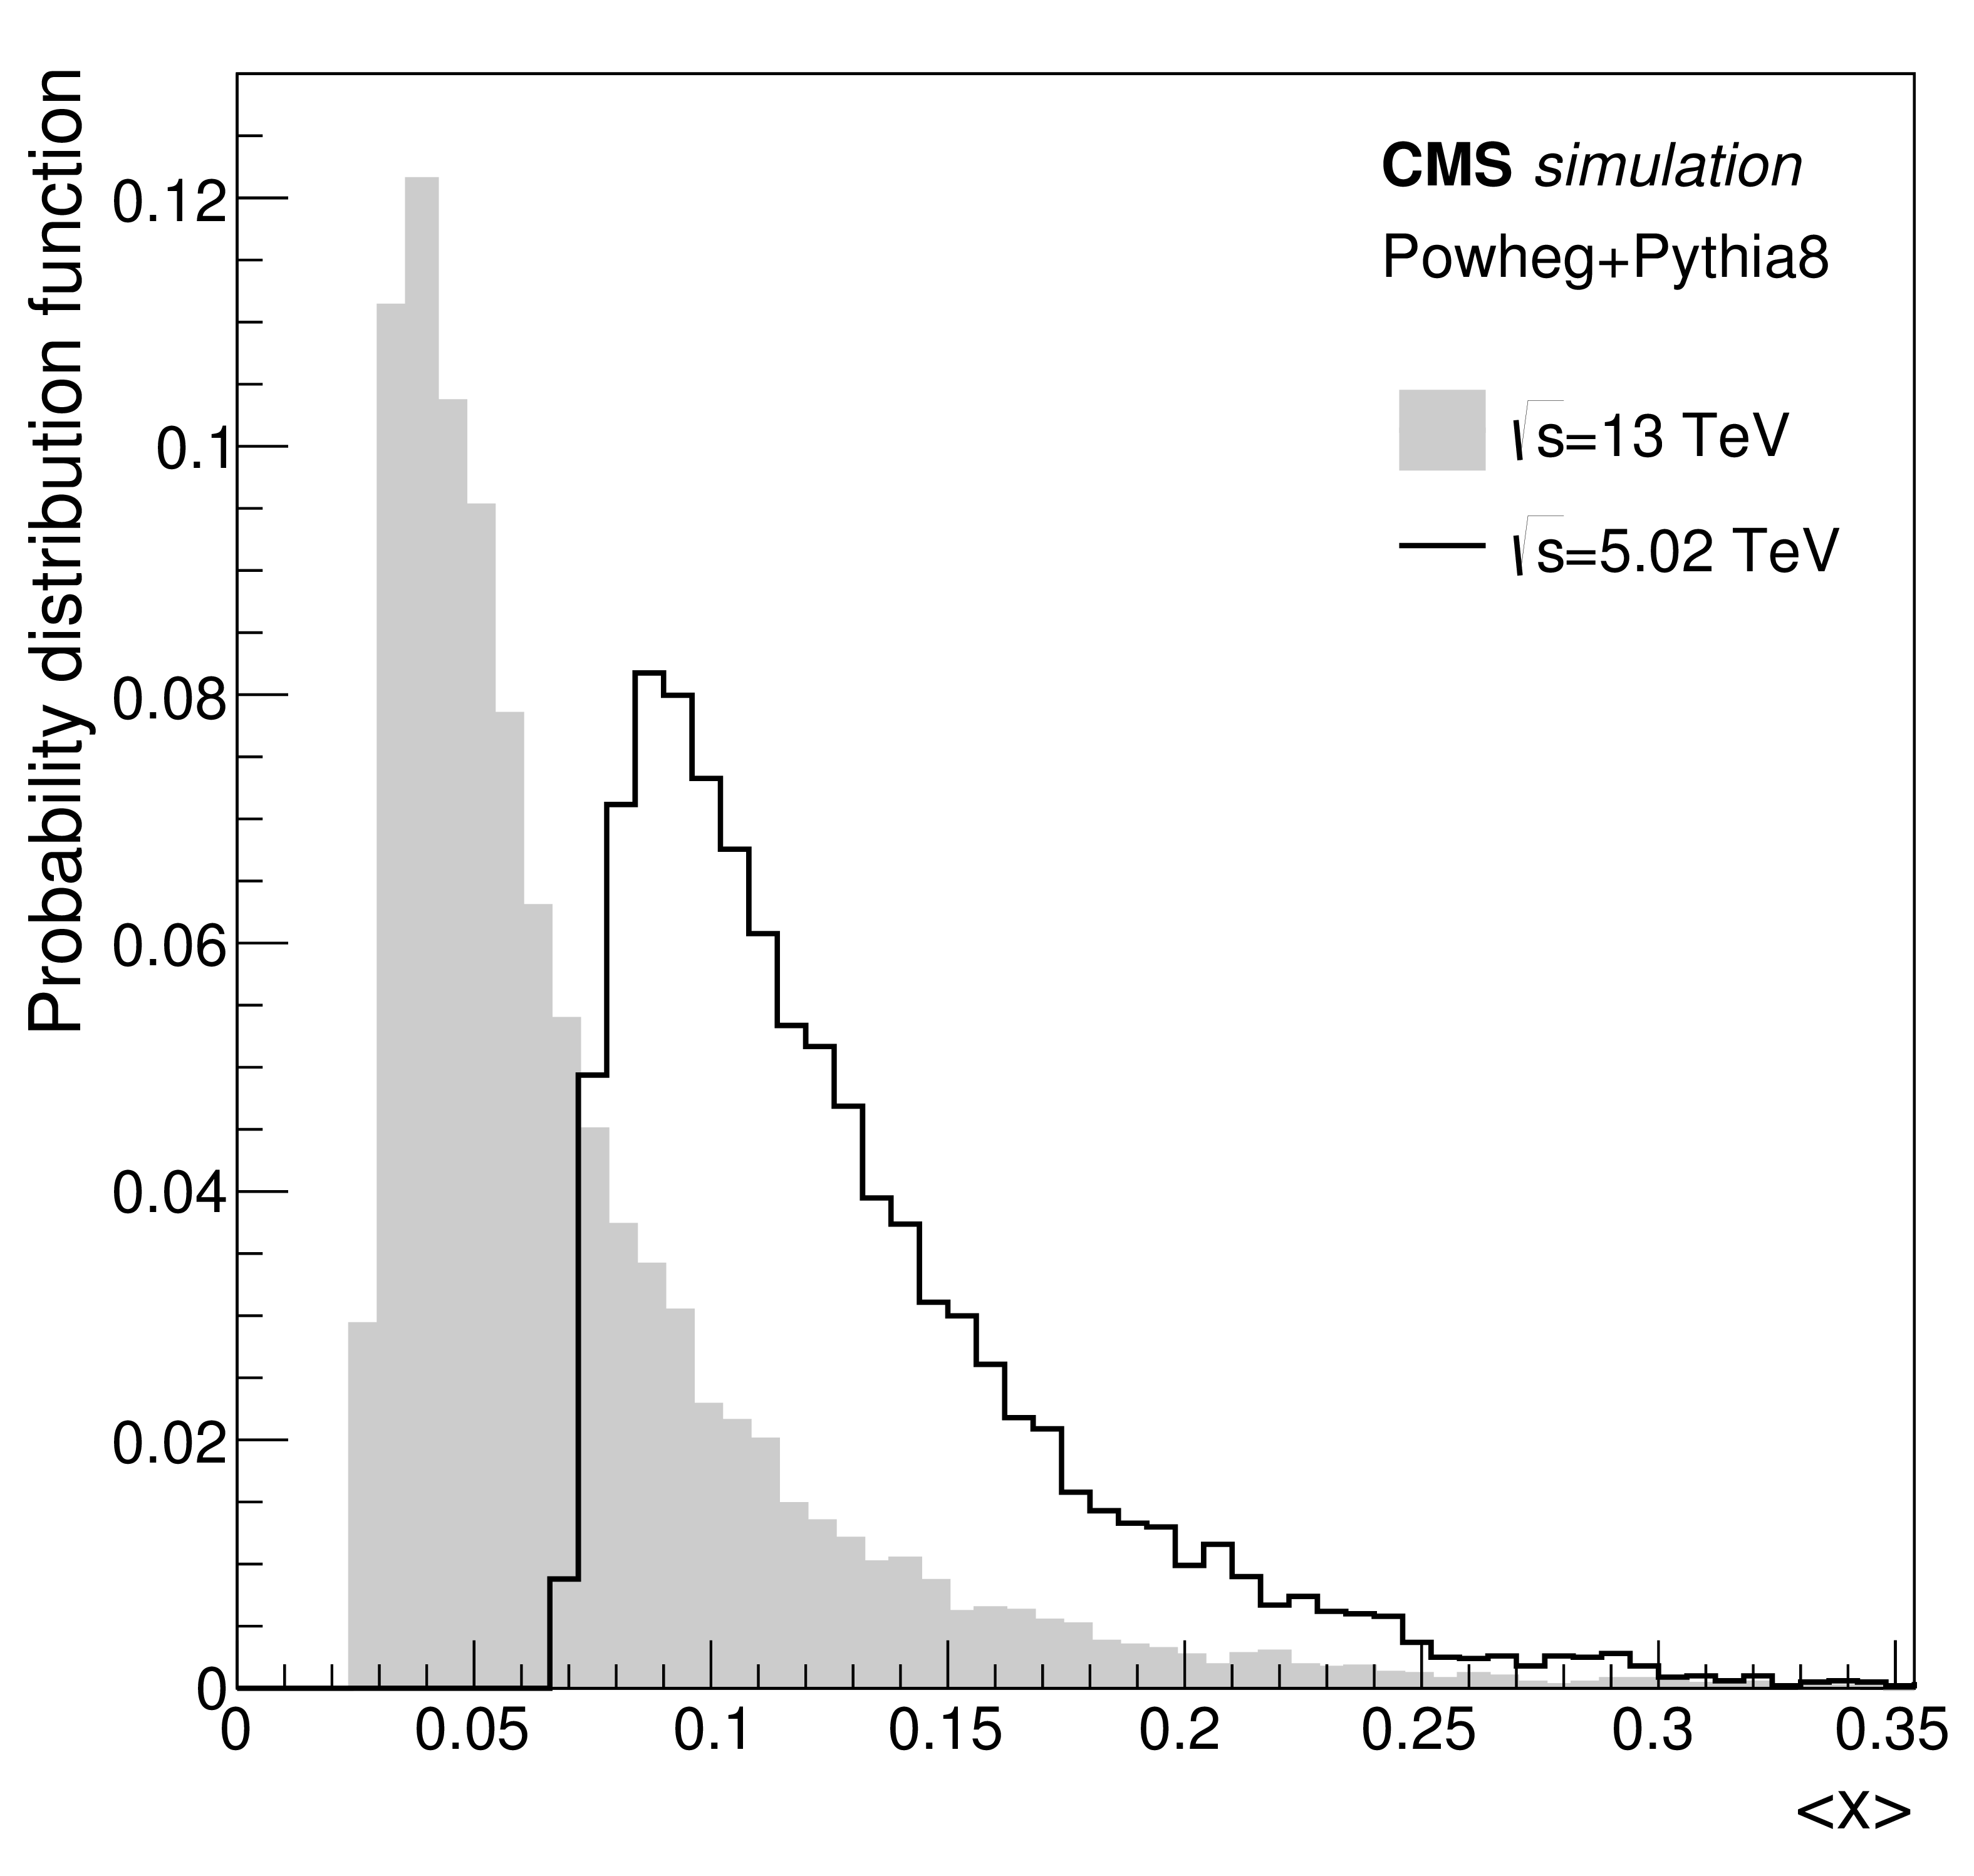 Probability distribution function
CMS simulation
Powheg+Pythia8
√s=13 TeV
√s=5.02 TeV
0.12
0.1
0.08
0.06
0.04
0.02
0
0 0.05 0.1 0.15 0.2 0.25 0.3 0.35
<x>